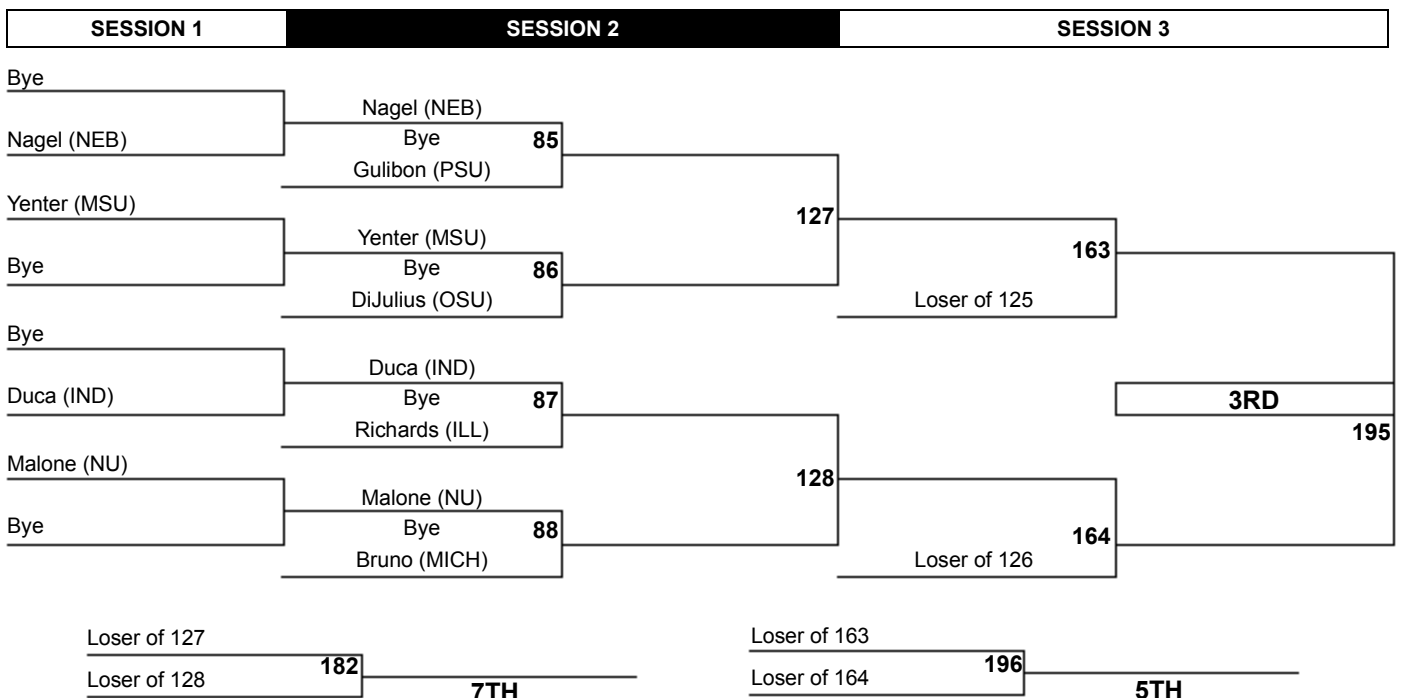 SESSION 1 SESSION 2 SESSION 3
Bye
Nagel (NEB)
Nagel (NEB) Bye 85
Gulibon (PSU)
Yenter (MSU)
127
Yenter (MSU)
163
Bye Bye 86
DiJulius (OSU) Loser of 125
Bye
Duca (IND)
Duca (IND) Bye 87 3RD
Richards (ILL) 195
Malone (NU)
128
Malone (NU)
Bye Bye 88 164
Bruno (MICH) Loser of 126
Loser of 127 Loser of 163
182 196
Loser of 128 Loser of 164
7TH 5TH